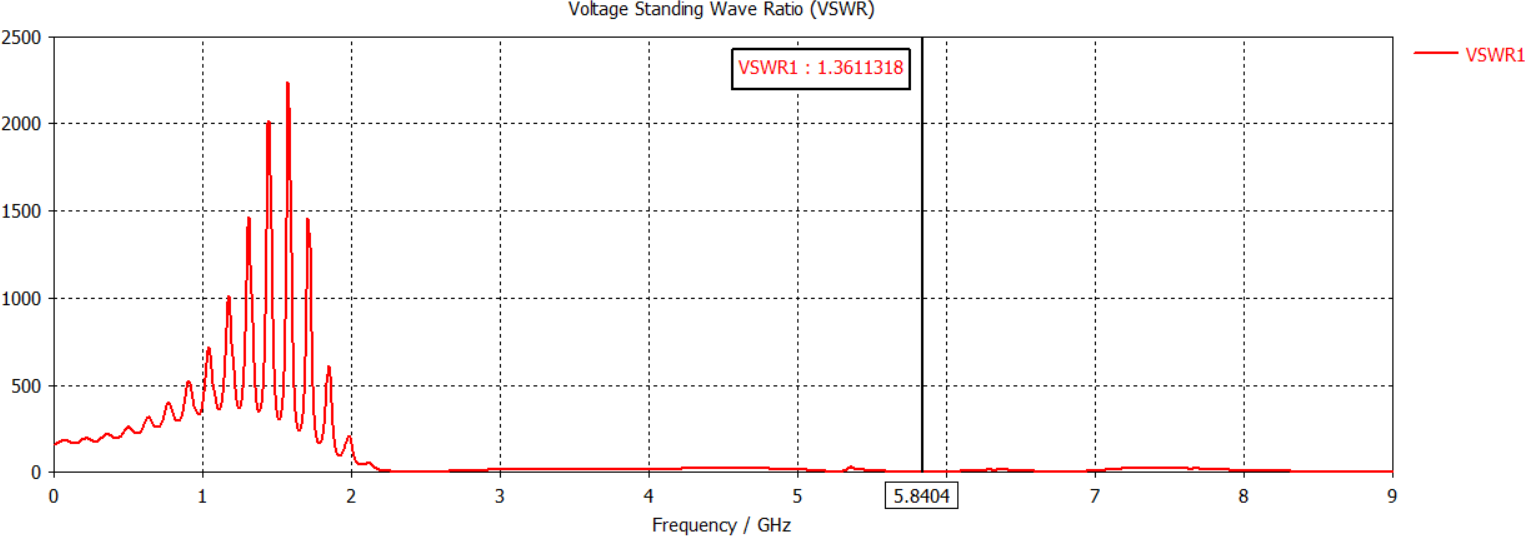 Voltage Standing Wave Ratio (VSWR)
2500
2000
1500
1000
500
0
VSWR1 : 1.3611318
VSWR1
0 1 2 3 4 5 5.8404 7 8 9
Frequency / GHz